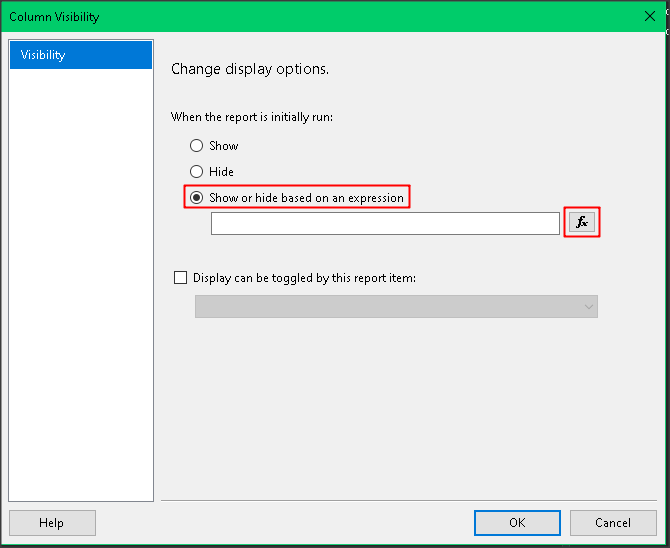 Column Visibility
Visibility
Change display options.
When the report is initially run:
Show
Hide
Show or hide based on an expression
fx
Display can be toggled by this report item:
Help
OK
Cancel